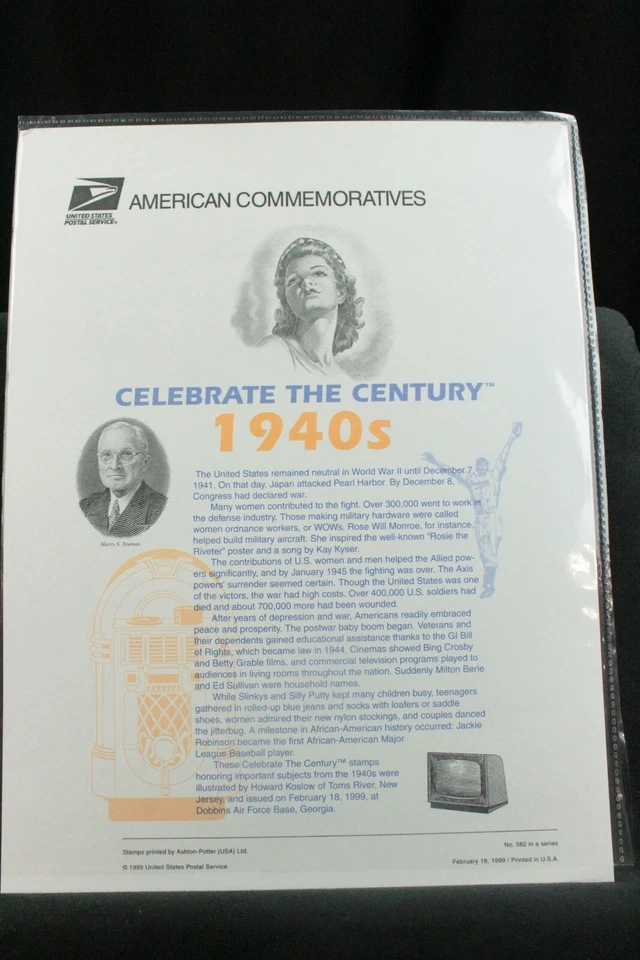 UNITED STATES
POSTAL SERVICE®
AMERICAN COMMEMORATIVES
CELEBRATE THE CENTURY™
1940s
Harry S. Truman
The United States remained neutral in World War II until December 7,
1941. On that day, Japan attacked Pearl Harbor. By December 8,
Congress had declared war.
Many women contributed to the fight. Over 300,000 went to work in
the defense industry. Those making military hardware were called
women ordnance workers, or WOWs. Rose Will Monroe, for instance,
helped build military aircraft. She inspired the well-known "Rosie the
Riveter" poster and a song by Kay Kyser.
The contributions of U.S. women and men helped the Allied pow-
ers significantly, and by January 1945 the fighting was over. The Axis
powers' surrender seemed certain. Though the United States was one
of the victors, the war had high costs. Over 400,000 U.S. soldiers had
died and about 700,000 more had been wounded.
After years of depression and war, Americans readily embraced
peace and prosperity. The postwar baby boom began. Veterans and
their dependents gained educational assistance thanks to the GI Bill
of Rights, which became law in 1944. Cinemas showed Bing Crosby
and Betty Grable films, and commercial television programs played to
audiences in living rooms throughout the nation. Suddenly Milton Berle
and Ed Sullivan were household names.
While Slinkys and Silly Putty kept many children busy, teenagers
gathered in rolled-up blue jeans and socks with loafers or saddle
shoes, women admired their new nylon stockings, and couples danced
the jitterbug. A milestone in African-American history occurred: Jackie
Robinson became the first African-American Major
League Baseball player.
These Celebrate The Century™ stamps
honoring important subjects from the 1940s were
illustrated by Howard Koslow of Toms River, New
Jersey, and issued on February 18, 1999, at
Dobbins Air Force Base, Georgia.
Stamps printed by Ashton-Potter (USA) Ltd.
© 1999 United States Postal Service
No. 562 in a series
February 18, 1999 / Printed in U.S.A.